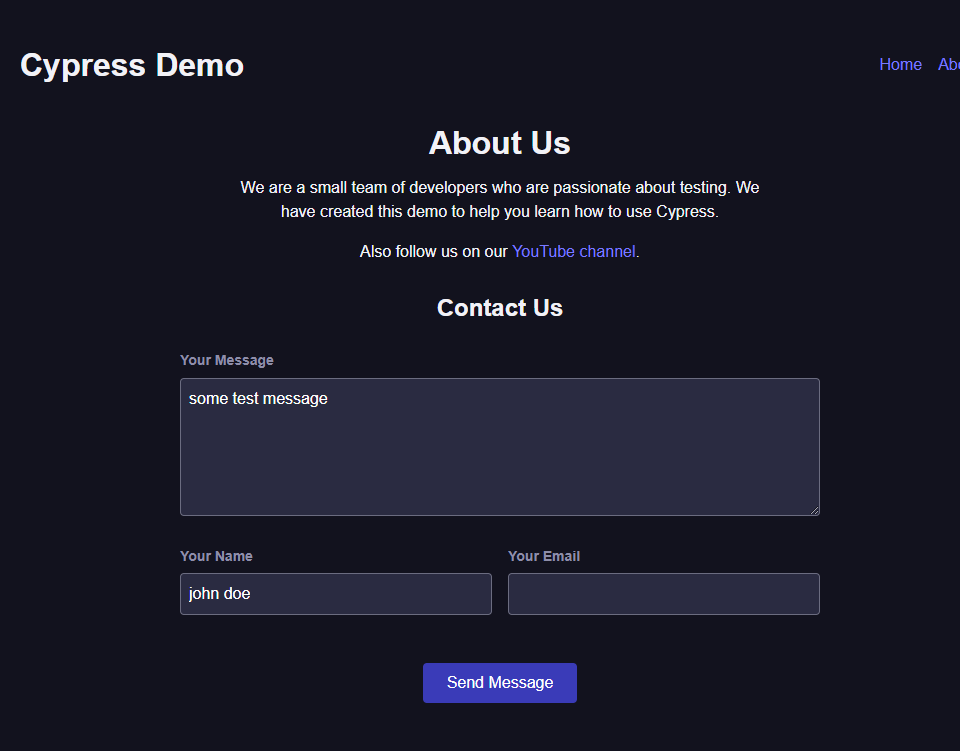 Cypress Demo
Home Abo
About Us
We are a small team of developers who are passionate about testing. We
have created this demo to help you learn how to use Cypress.
Also follow us on our YouTube channel.
Contact Us
Your Message
some test message
Your Name Your Email
john doe
Send Message